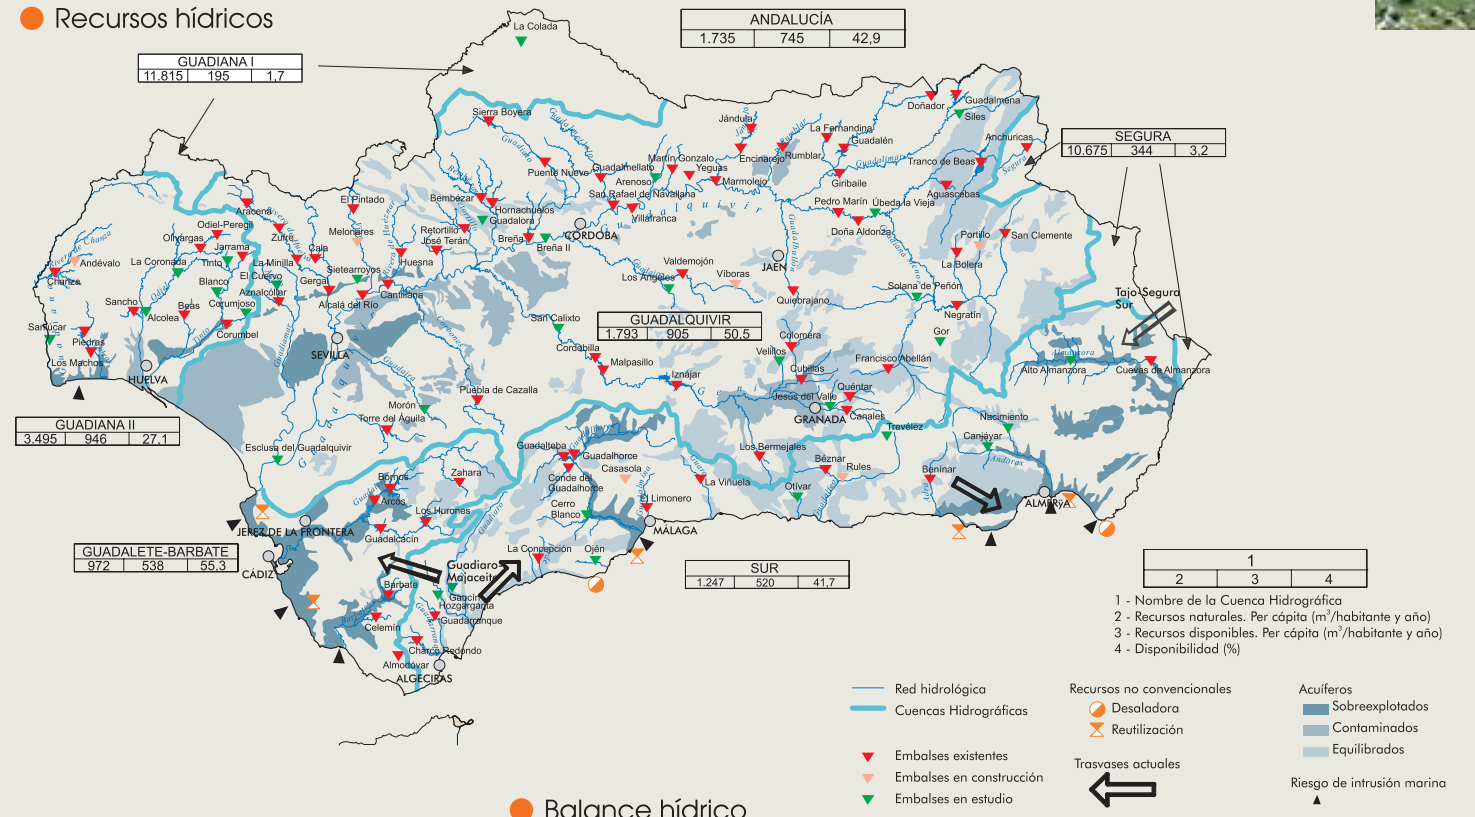 Recursos hídricos
ANDALUCÍA
1.735 745 42,9
GUADIANA I
11.815 195 1,7
SEGURA
10.675 344 3,2
GUADALQUIVIR
1.793 905 50,5
GUADIANA II
3.495 946 27,1
GUADALETE-BARBATE
972 538 55,3
SUR
1.247 520 41,7
La Colada
Sierra Boyera
Jándula
Doñador
Guadalmena
Siles
La Fernandina
Guadalén
Anchuricas
Encinarejo
Rumblar
Rumblar
Guadalimar
Tranco de Beas
Segura
Martín Gonzalo
Yeguas
Marmolejo
Giribaile
Aguascebas
Puente Nuevo
Guadalmellato
Arenoso
San Rafael de Navallana
Villafranca
Bembézar
Hornachuelos
Guadalora
Retortillo
José Terán
Breña
Breña II
CÓRDOBA
Pedro Marín
Úbeda la Vieja
Doña Aldonza
Portillo
San Clemente
La Bolera
El Pintado
Melonares
Huesna
Aracena
Odiel-Peregil
Olivargas
Zufre
Jarrama
Cala
La Coronada
Tinto
La Minilla
Andévalo
Chanza
Rivera de Chanza
El Cuervo
Sietearroyos
Gergal
Blanco
Aznalcóllar
Cantillana
Alcalá del Río
Sancho
Odiel
Beas
Corumjoso
Alcolea
Corumbel
Tinto
Sanlúcar
Piedras
Los Machos
HUELVA
SEVILLA
Valdemojón
Los Angeles
Víboras
JAÉN
Quiebrajano
Solana de Peñón
Negratín
Tajo-Segura
Sur
San Calixto
Cordobilla
Malpasillo
Iznájar
Coloméra
Velillos
Cubillas
Francisco Abellán
Gor
Almanzora
Alto Almanzora
Cuevas de Almanzora
Puebla de Cazalla
Morón
Torre del Águila
Esclusa del Guadalquivir
Jesús del Valle
Quéntar
Canales
GRANADA
Trevélez
Nacimiento
Canjáyar
Andárax
Guadalteba
Guadalhorce
Conde del
Guadalhorce
Casasola
Cerro
Blanco
El Limonero
MÁLAGA
La Viñuela
Los Bermejales
Béznar
Rules
Otívar
Beninar
ALMERÍA
Zahara
Bornos
Arcos
Los Hurones
Guadalcacín
JEREZ DE LA FRONTERA
CÁDIZ
La Concepción
Ojén
Guadiaro
Majaceite
Barbate
Gaucín
Hozgarganta
Guadarranque
Celemín
Charco Redondo
Almodóvar
ALGECIRAS
1
2 3 4
1 - Nombre de la Cuenca Hidrográfica
2 - Recursos naturales. Per cápita (m³/habitante y año)
3 - Recursos disponibles. Per cápita (m³/habitante y año)
4 - Disponibilidad (%)
Red hidrológica
Cuencas Hidrográficas
Embalses existentes
Embalses en construcción
Embalses en estudio
Recursos no convencionales
Desaladora
Reutilización
Trasvases actuales
Acuíferos
Sobreexplotados
Contaminados
Equilibrados
Riesgo de intrusión marina
Balance hídrico